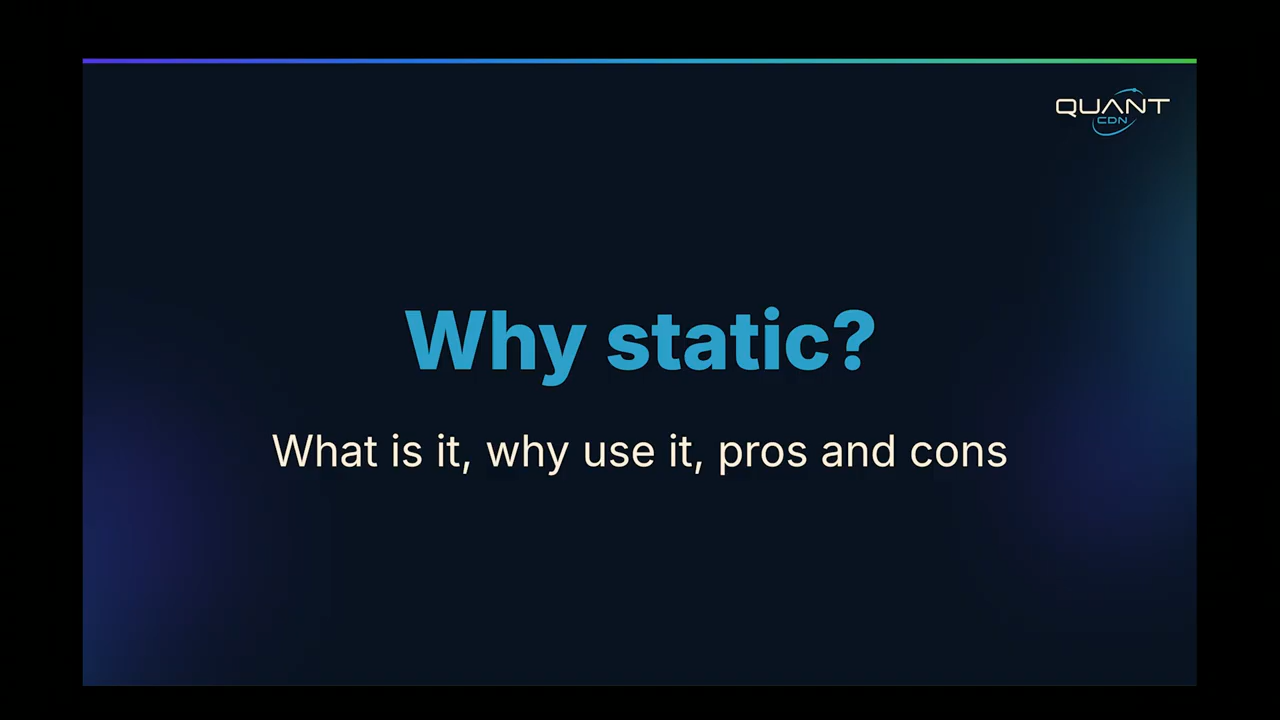 QUANT
CDN
Why static?
What is it, why use it, pros and cons